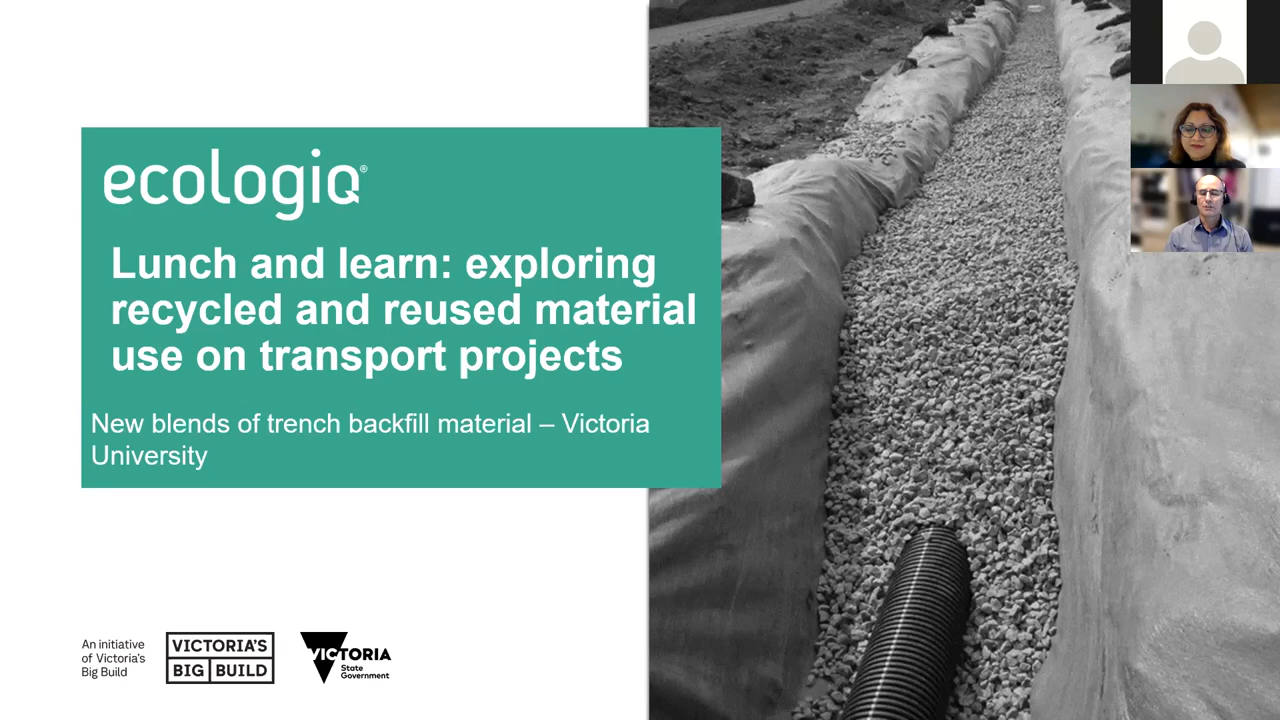 ecologiq®
Lunch and learn: exploring
recycled and reused material
use on transport projects
New blends of trench backfill material – Victoria
University
An initiative
of Victoria's
Big Build
VICTORIA'S
BIG BUILD
VICTORIA
State
Government